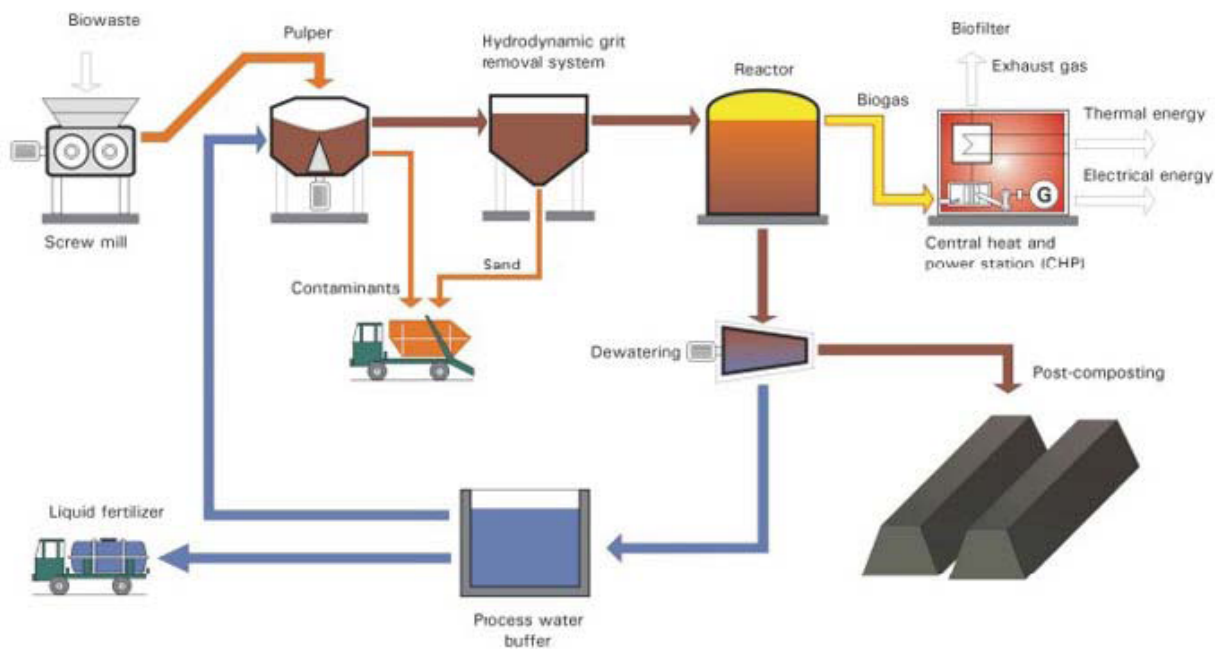 Biowaste
Pulper
Hydrodynamic grit
removal system
Reactor
Biofilter
Exhaust gas
Biogas
Thermal energy
Electrical energy
G
Screw mill
Sand
Contaminants
Central heat and
power station (CHP)
Dewatering
Post-composting
Liquid fertilizer
Process water
buffer